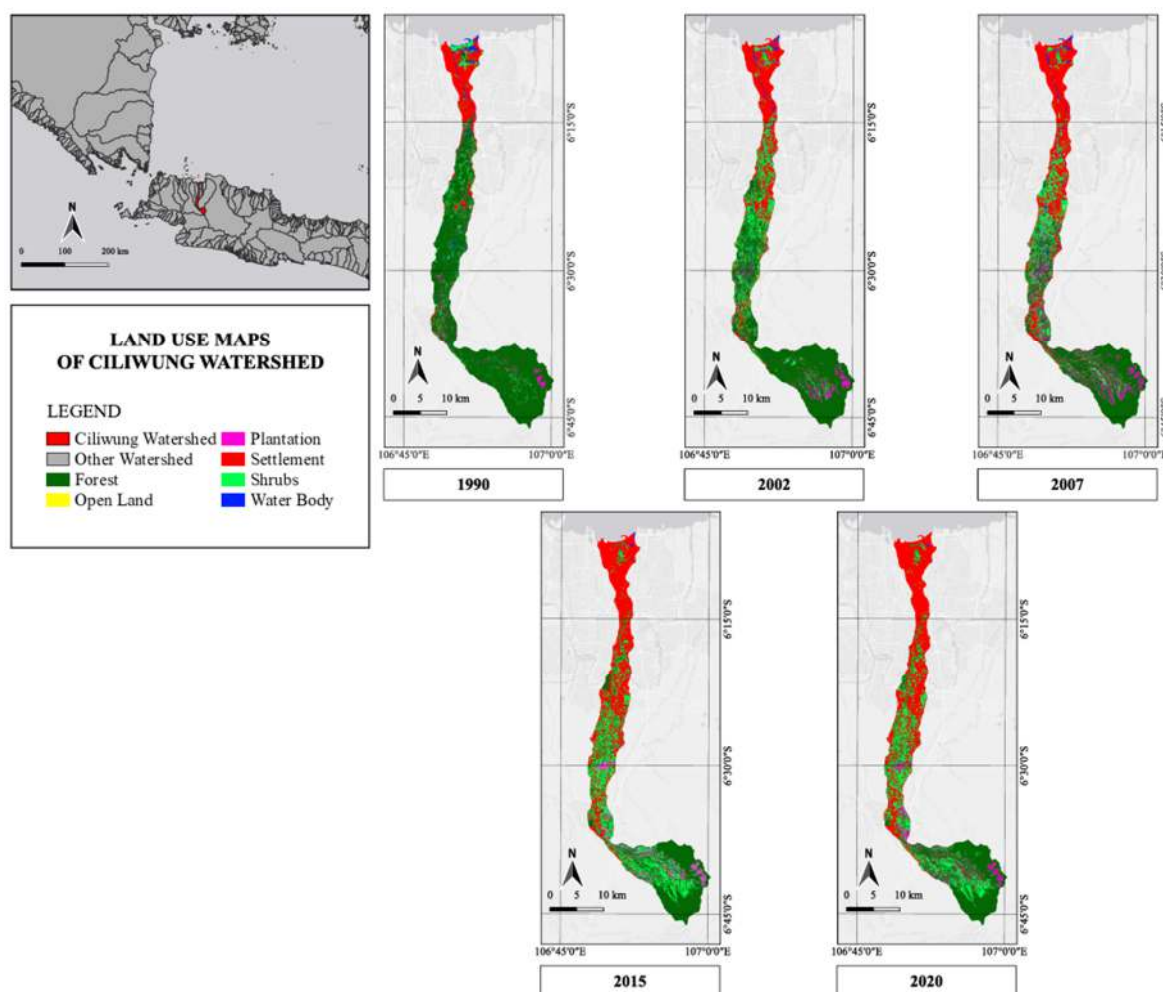 N
0 100 200 km
LAND USE MAPS
OF CILIWUNG WATERSHED
LEGEND
Ciliwung Watershed
Other Watershed
Forest
Open Land
Plantation
Settlement
Shrubs
Water Body
6°15'0"S
6°30'0"S
6°45'0"S
N
0 5 10 km
106°45'0"E 107°0'0"E
1990
6°15'0"S
6°30'0"S
6°45'0"S
N
0 5 10 km
106°45'0"E 107°0'0"E
2002
6°45'0"S
N
0 5 10 km
106°45'0"E 107°0'0"E
2007
6°15'0"S
6°30'0"S
6°45'0"S
N
0 5 10 km
106°45'0"E 107°0'0"E
2015
6°15'0"S
6°30'0"S
6°45'0"S
N
0 5 10 km
106°45'0"E 107°0'0"E
2020